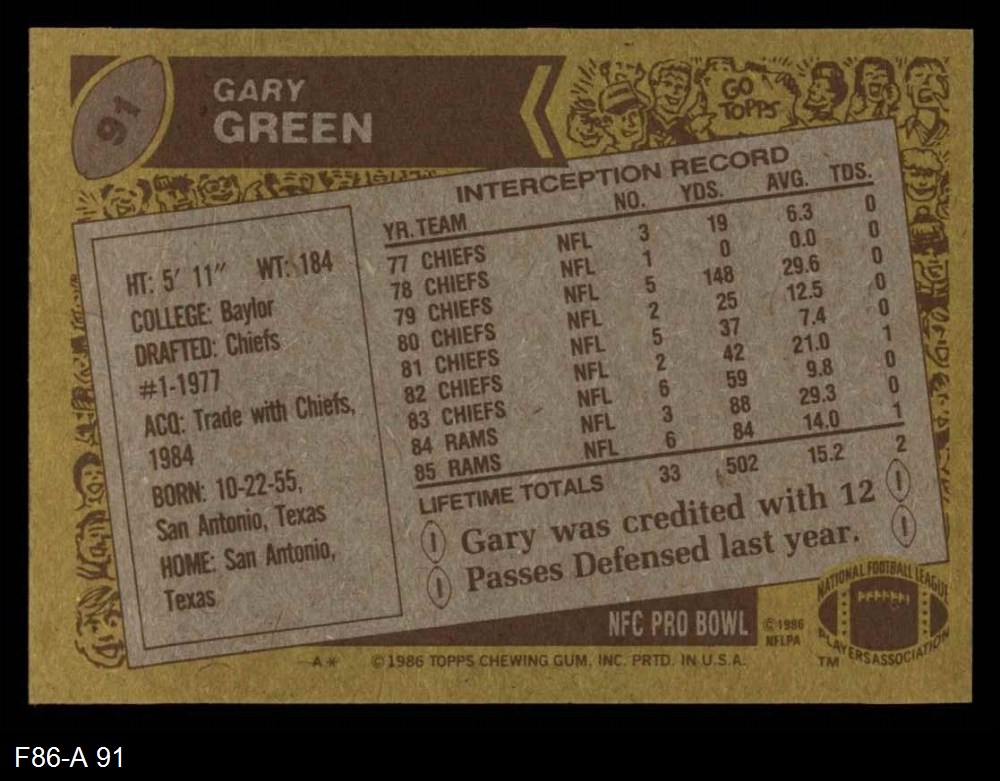 91
GARY
GREEN
GO
TOPPS
HT: 5' 11" WT: 184
COLLEGE: Baylor
DRAFTED: Chiefs
#1-1977
ACQ: Trade with Chiefs,
1984
BORN: 10-22-55,
San Antonio, Texas
HOME: San Antonio,
Texas
INTERCEPTION RECORD
YR. TEAM NO. YDS. AVG. TDS.
77 CHIEFS NFL 3 19 6.3 0
78 CHIEFS NFL 1 0 0.0 0
79 CHIEFS NFL 5 148 29.6 0
80 CHIEFS NFL 2 25 12.5 0
81 CHIEFS NFL 5 37 7.4 0
82 CHIEFS NFL 2 42 21.0 1
83 CHIEFS NFL 6 59 9.8 0
84 RAMS NFL 3 88 29.3 0
85 RAMS NFL 6 84 14.0 1
LIFETIME TOTALS 33 502 15.2 2
Gary was credited with 12
Passes Defensed last year.
NFC PRO BOWL
©1986
NFLPA
NATIONAL FOOTBALL LEAGUE
PLAYERS ASSOCIATION
TM
A* ©1986 TOPPS CHEWING GUM, INC. PRTD. IN U.S.A.
F86-A 91